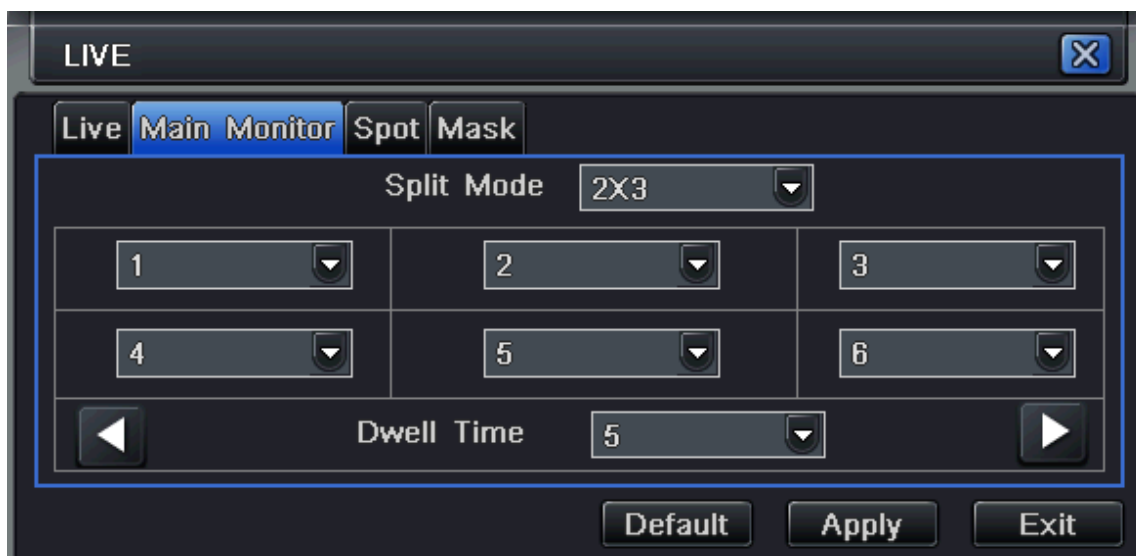 LIVE
Live Main Monitor Spot Mask
Split Mode 2X3
1 2 3
4 5 6
Dwell Time 5
Default Apply Exit